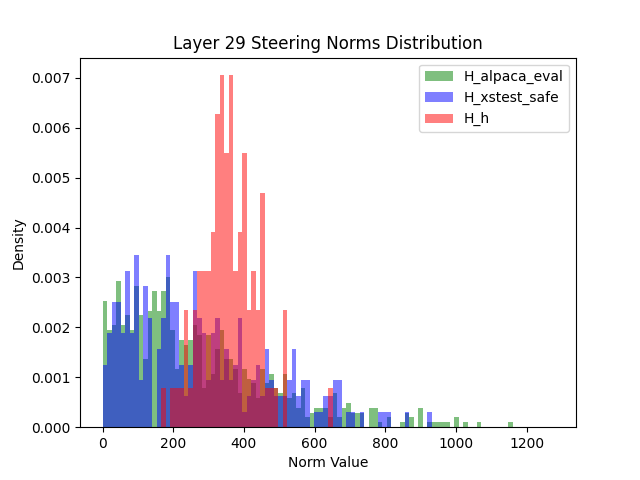 Layer 29 Steering Norms Distribution
H_alpaca_eval
H_xstest_safe
H_h
0.007
0.006
0.005
0.004
0.003
0.002
0.001
0.000
Density
0 200 400 600 800 1000 1200
Norm Value